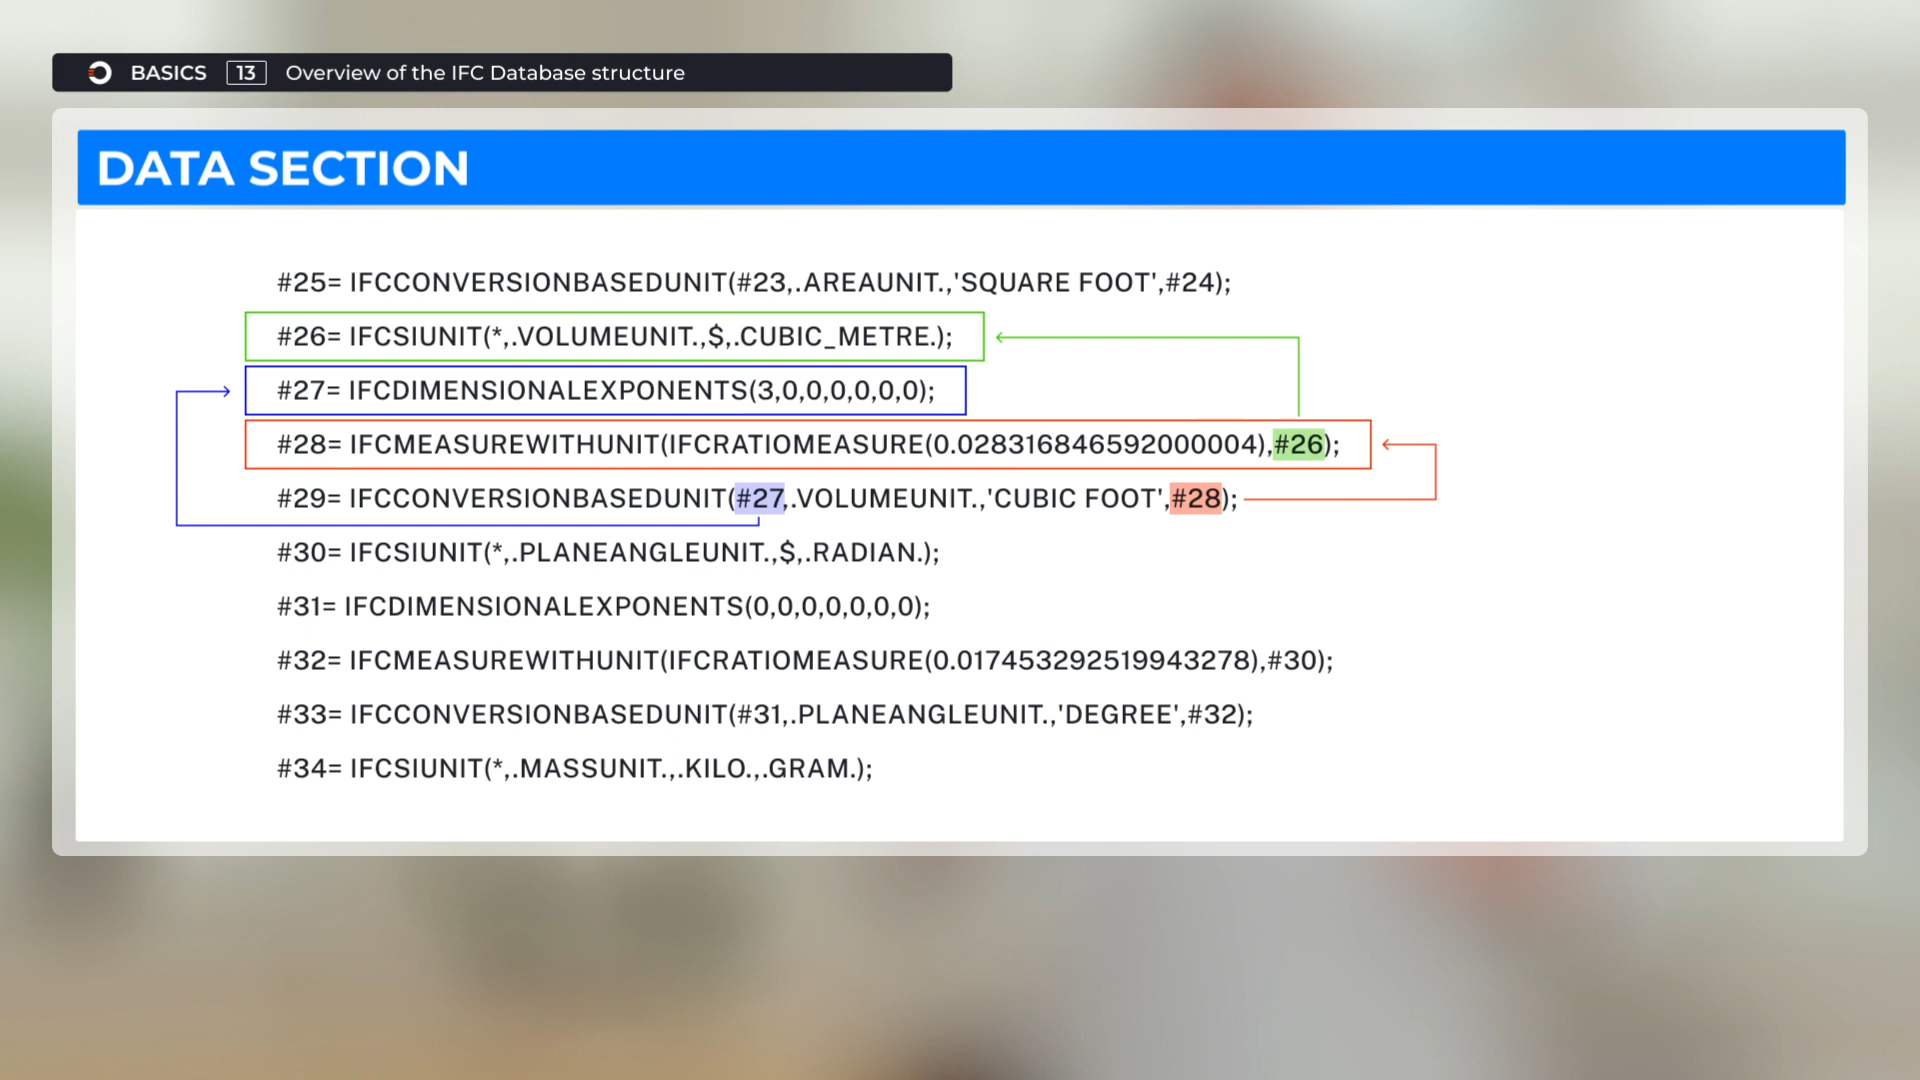 BASICS 13 Overview of the IFC Database structure
DATA SECTION
#25= IFCCONVERSIONBASEDUNIT(#23,.AREAUNIT.,'SQUARE FOOT',#24);
#26= IFCSIUNIT(*,.VOLUMEUNIT.,$,.CUBIC_METRE.);
#27= IFCDIMENSIONALEXPONENTS(3,0,0,0,0,0,0);
#28= IFCMEASUREWITHUNIT(IFCRATIOMEASURE(0.028316846592000004),#26);
#29= IFCCONVERSIONBASEDUNIT(#27,.VOLUMEUNIT.,'CUBIC FOOT',#28);
#30= IFCSIUNIT(*,.PLANEANGLEUNIT.,$,.RADIAN.);
#31= IFCDIMENSIONALEXPONENTS(0,0,0,0,0,0,0);
#32= IFCMEASUREWITHUNIT(IFCRATIOMEASURE(0.017453292519943278),#30);
#33= IFCCONVERSIONBASEDUNIT(#31,.PLANEANGLEUNIT.,'DEGREE',#32);
#34= IFCSIUNIT(*,.MASSUNIT.,.KILO.,.GRAM.);